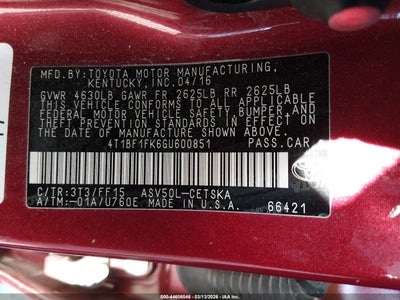 MFD. BY: TOYOTA MOTOR MANUFACTURING,
KENTUCKY, INC. 04/16
GVWR 4630LB GAWR FR 2625LB RR 2625LB
THIS VEHICLE CONFORMS TO ALL APPLICABLE
FEDERAL MOTOR VEHICLE SAFETY, BUMPER,
AND THEFT PREVENTION STANDARDS IN EFFECT
ON THE DATE OF MANUFACTURE SHOWN ABOVE.
4T1BF1FK6GU600851 PASS.CAR
C/TR:3T3/FF15 ASV50L-CETSKA
A/TM:-01A/U760E MADE IN U.S.A. 66421
000-44606546 - 03/13/2026 - IAAI